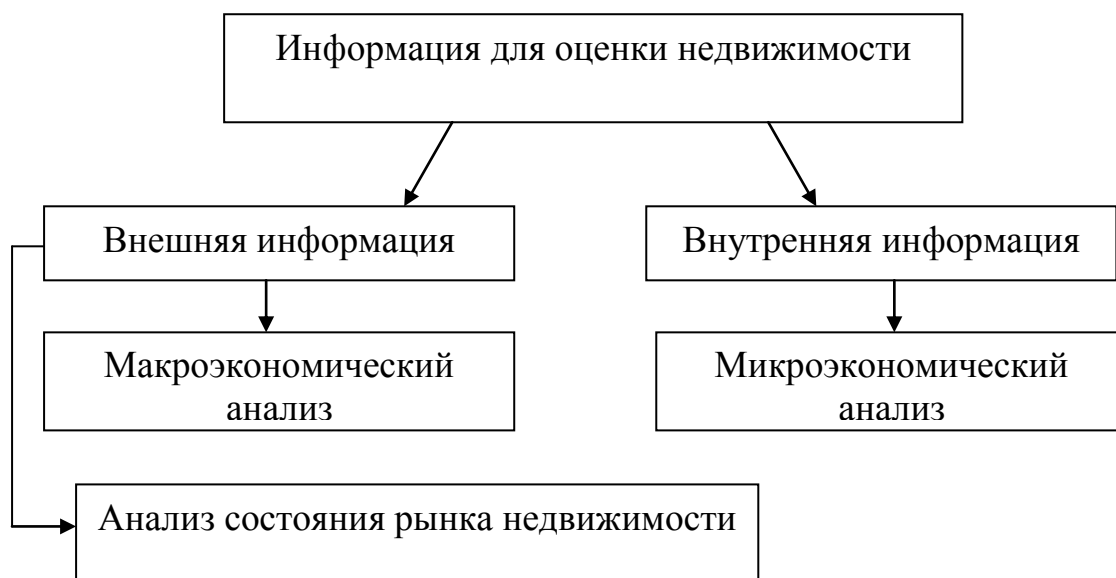 Информация для оценки недвижимости
Внешняя информация
Внутренняя информация
Макроэкономический
анализ
Микроэкономический
анализ
Анализ состояния рынка недвижимости